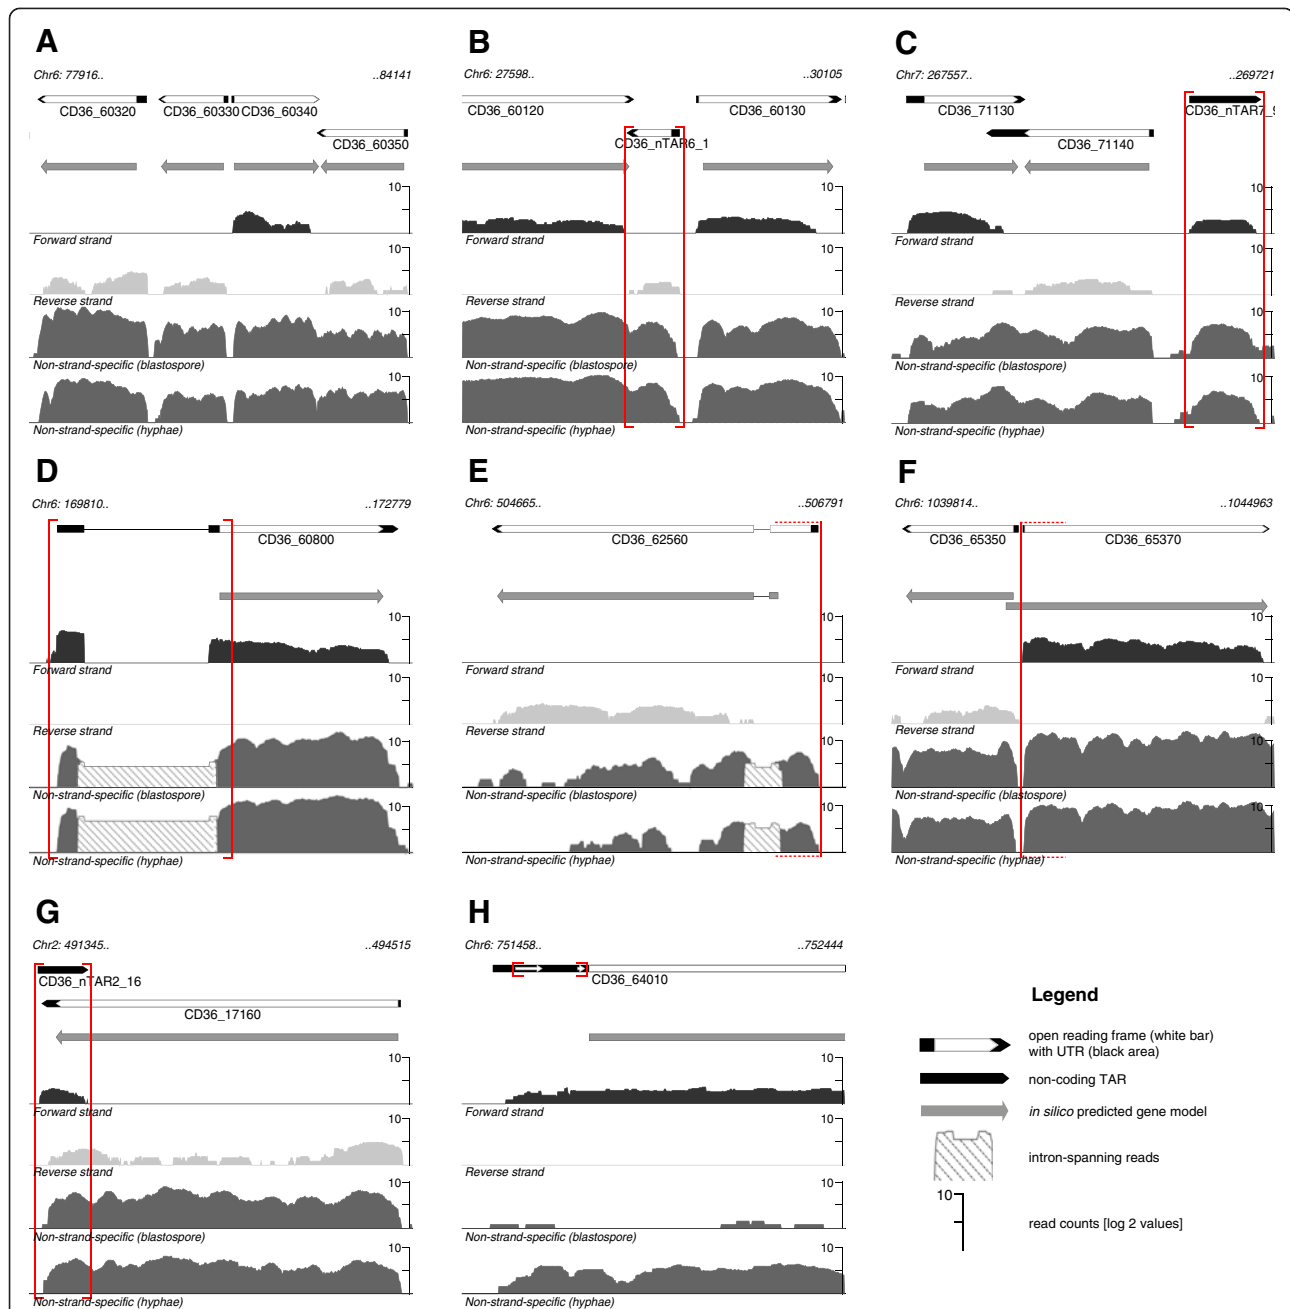 A
Chr6: 77916..
..84141
CD36_60320
CD36_60330
CD36_60340
CD36_60350
10
Forward strand
10
Reverse strand
10
Non-strand-specific (blastospore)
10
Non-strand-specific (hyphae)
B
Chr6: 27598..
..30105
CD36_60120
CD36_60130
CD36_nTAR6_1
10
Forward strand
10
Reverse strand
10
Non-strand-specific (blastospore)
10
Non-strand-specific (hyphae)
C
Chr7: 267557..
..269721
CD36_71130
CD36_nTAR7_9
CD36_71140
10
Forward strand
10
Reverse strand
10
Non-strand-specific (blastospore)
10
Non-strand-specific (hyphae)
D
Chr6: 169810..
..172779
CD36_60800
10
Forward strand
10
Reverse strand
10
Non-strand-specific (blastospore)
10
Non-strand-specific (hyphae)
E
Chr6: 504665..
..506791
CD36_62560
10
Forward strand
10
Reverse strand
10
Non-strand-specific (blastospore)
10
Non-strand-specific (hyphae)
F
Chr6: 1039814..
..1044963
CD36_65350
CD36_65370
10
Forward strand
10
Reverse strand
10
Non-strand-specific (blastospore)
10
Non-strand-specific (hyphae)
G
Chr2: 491345..
..494515
CD36_nTAR2_16
CD36_17160
10
Forward strand
10
Reverse strand
10
Non-strand-specific (blastospore)
10
Non-strand-specific (hyphae)
H
Chr6: 751458..
..752444
CD36_64010
10
Forward strand
10
Reverse strand
10
Non-strand-specific (blastospore)
10
Non-strand-specific (hyphae)
Legend
open reading frame (white bar)
with UTR (black area)
non-coding TAR
in silico predicted gene model
intron-spanning reads
10
read counts [log 2 values]